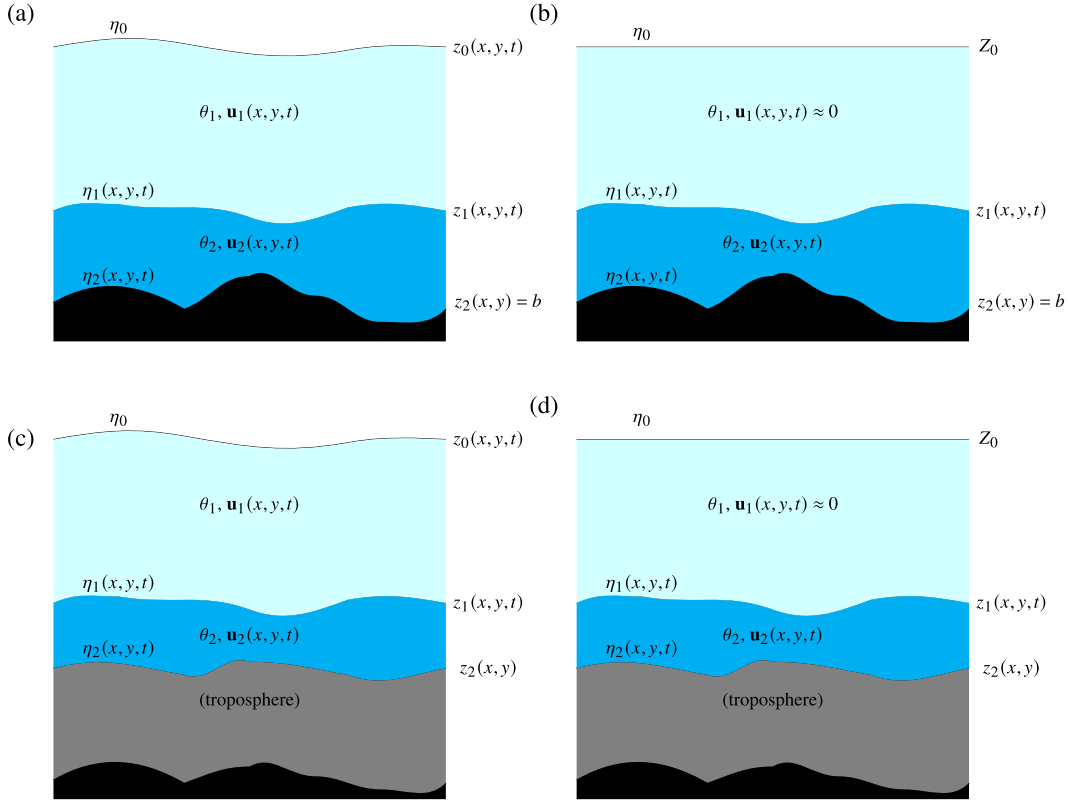 (a)
η0
z0(x, y, t)
θ1, u1(x, y, t)
η1(x, y, t)
z1(x, y, t)
θ2, u2(x, y, t)
η2(x, y, t)
z2(x, y) = b
(b)
η0
Z0
θ1, u1(x, y, t) ≈ 0
η1(x, y, t)
z1(x, y, t)
θ2, u2(x, y, t)
η2(x, y, t)
z2(x, y) = b
(c)
η0
z0(x, y, t)
θ1, u1(x, y, t)
η1(x, y, t)
z1(x, y, t)
θ2, u2(x, y, t)
η2(x, y, t)
z2(x, y)
(troposphere)
(d)
η0
Z0
θ1, u1(x, y, t) ≈ 0
η1(x, y, t)
z1(x, y, t)
θ2, u2(x, y, t)
η2(x, y, t)
z2(x, y)
(troposphere)